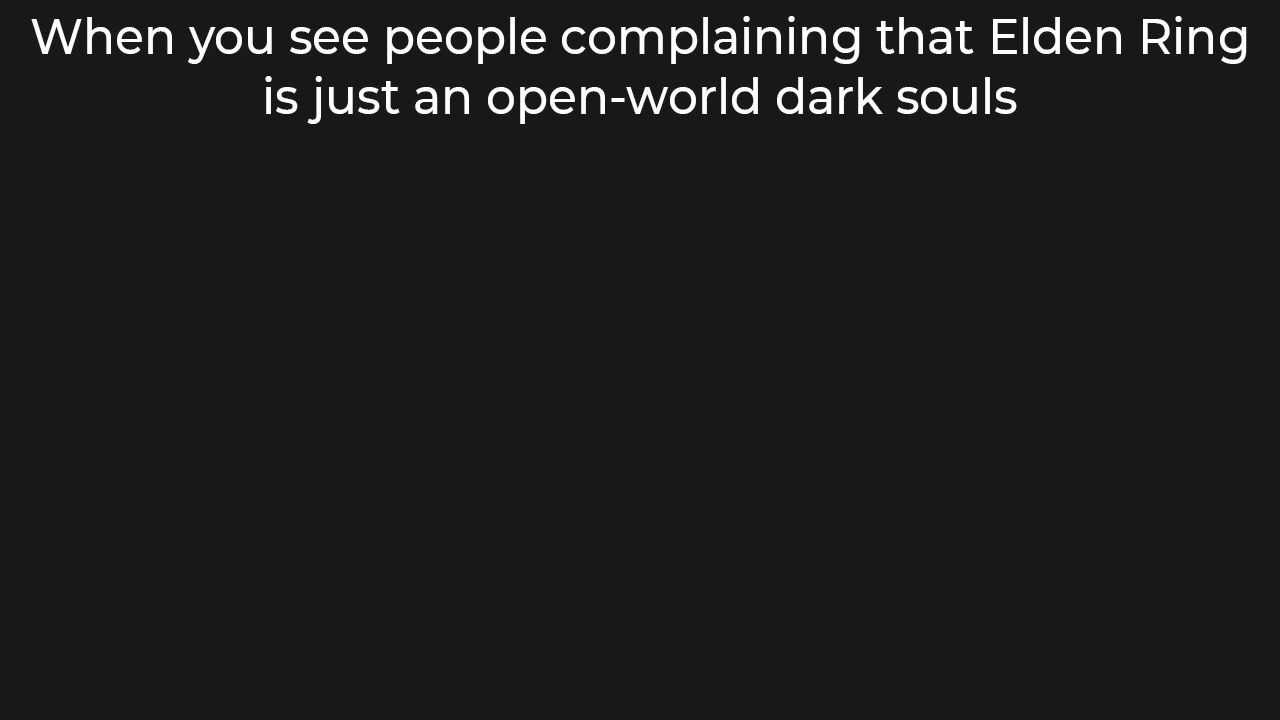 When you see people complaining that Elden Ring
is just an open-world dark souls